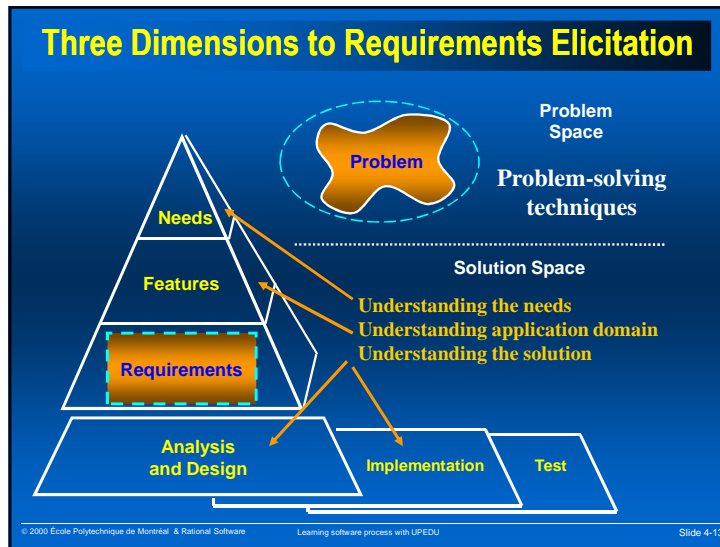 Three Dimensions to Requirements Elicitation
Problem
Space
Problem
Problem-solving
techniques
Needs
Solution Space
Features
Understanding the needs
Understanding application domain
Understanding the solution
Requirements
Analysis
and Design
Implementation
Test
© 2000 École Polytechnique de Montréal & Rational Software
Learning software process with UPEDU
Slide 4-13